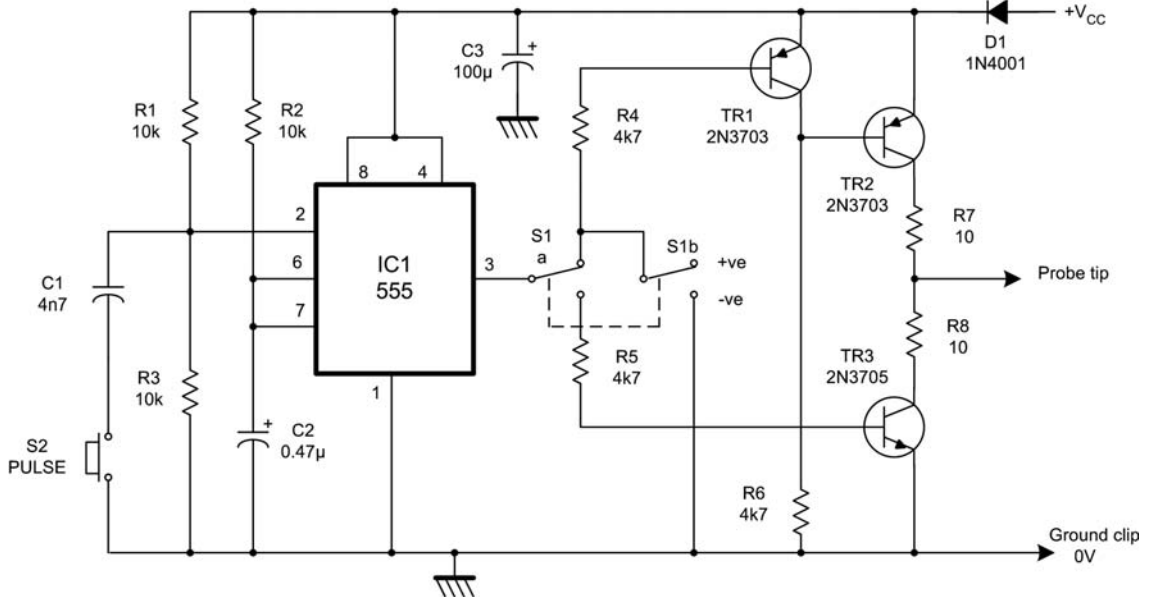 +VCC
D1
1N4001
C3
+
100µ
R1
10k
R2
10k
R4
4k7
TR1
2N3703
TR2
2N3703
8
4
2
6
7
3
1
IC1
555
S1
a
S1b
+ve
-ve
R7
10
Probe tip
C1
4n7
R8
10
R5
4k7
TR3
2N3705
R3
10k
+
C2
0.47µ
S2
PULSE
R6
4k7
Ground clip
0V